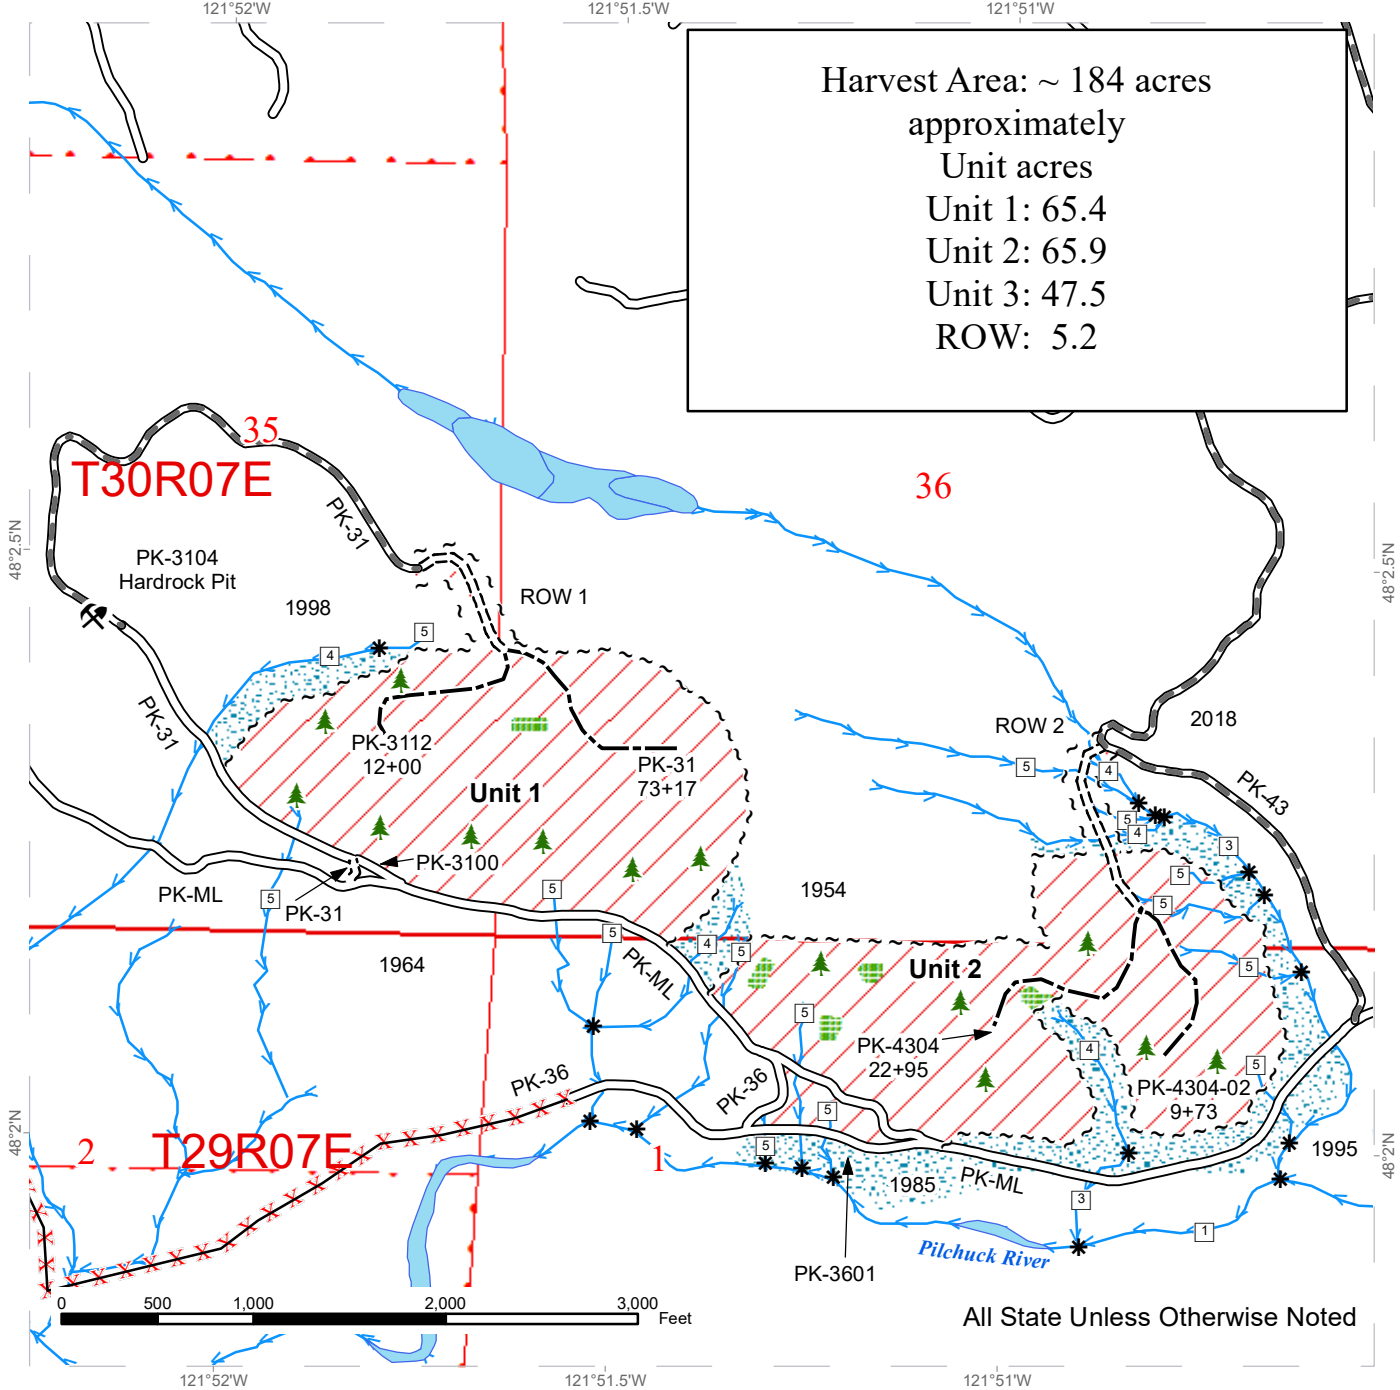 121°52'W
121°51.5'W
121°51'W
Harvest Area: ~ 184 acres
approximately
Unit acres
Unit 1: 65.4
Unit 2: 65.9
Unit 3: 47.5
ROW: 5.2
35
T30R07E
36
PK-31
48°2.5'N
48°2.5'N
PK-3104
Hardrock Pit
ROW 1
1998
5
4
PK-31
ROW 2
2018
PK-3112
12+00
PK-31
73+17
5
4
Unit 1
PK-43
5
4
3
PK-3100
5
PK-ML
5
PK-31
5
1954
5
5
4
5
1964
PK-ML
Unit 2
5
5
PK-4304
22+95
4
PK-36
PK-36
5
PK-4304-02
9+73
5
48°2'N
48°2'N
2
T29R07E
1
5
1995
1985
PK-ML
3
1
Pilchuck River
PK-3601
0
500
1,000
2,000
3,000
Feet
All State Unless Otherwise Noted
X X X X X X X X X X X X X X X X X X X X X X X X
121°52'W
121°51.5'W
121°51'W